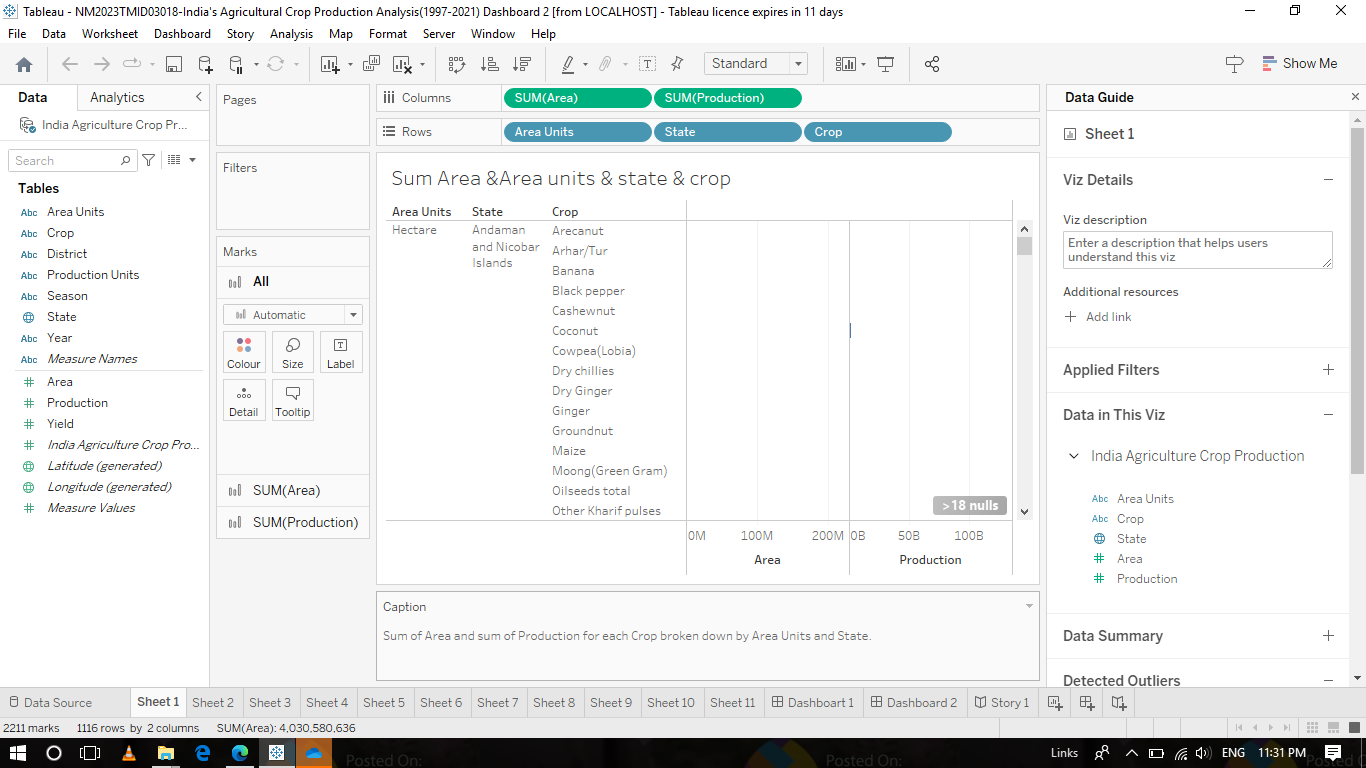 Tableau - NM2023TMID03018-India's Agricultural Crop Production Analysis(1997-2021) Dashboard 2 [from LOCALHOST] - Tableau licence expires in 11 days
File Data Worksheet Dashboard Story Analysis Map Format Server Window Help
Standard
Show Me
Data Analytics
India Agriculture Crop Pr...
Search
Tables
Abc Area Units
Abc Crop
Abc District
Abc Production Units
Abc Season
State
Abc Year
Abc Measure Names
Area
Production
Yield
India Agriculture Crop Pro...
Latitude (generated)
Longitude (generated)
Measure Values
Pages
Filters
Marks
All
Automatic
Colour Size Label
Detail Tooltip
SUM(Area)
SUM(Production)
Columns SUM(Area) SUM(Production)
Rows Area Units State Crop
Sum Area &Area units & state & crop
Area Units State Crop
Hectare Andaman and Nicobar Islands
Arecanut
Arhar/Tur
Banana
Black pepper
Cashewnut
Coconut
Cowpea(Lobia)
Dry chillies
Dry Ginger
Ginger
Groundnut
Maize
Moong(Green Gram)
Oilseeds total
Other Kharif pulses
>18 nulls
0M 100M 200M 0B 50B 100B
Area Production
Caption
Sum of Area and sum of Production for each Crop broken down by Area Units and State.
Data Guide
Sheet 1
Viz Details
Viz description
Enter a description that helps users
understand this viz
Additional resources
Add link
Applied Filters
Data in This Viz
India Agriculture Crop Production
Abc Area Units
Abc Crop
State
Area
Production
Data Summary
Detected Outliers
Data Source Sheet 1 Sheet 2 Sheet 3 Sheet 4 Sheet 5 Sheet 6 Sheet 7 Sheet 8 Sheet 9 Sheet 10 Sheet 11 Dashboart 1 Dashboard 2 Story 1
2211 marks 1116 rows by 2 columns SUM(Area): 4,030,580,636
Posted On: Posted On: Posted
Links ENG 11:31 PM